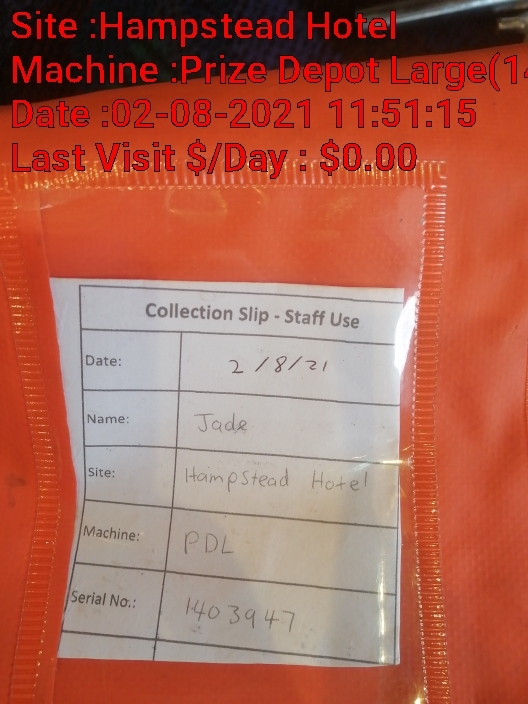 Site :Hampstead Hotel
Machine :Prize Depot Large(14
Date :02-08-2021 11:51:15
Last Visit $/Day : $0.00
Collection Slip - Staff Use
Date: 2/8/21
Name: Jade
Site: Hampstead Hotel
Machine: PDL
Serial No.: 1403947